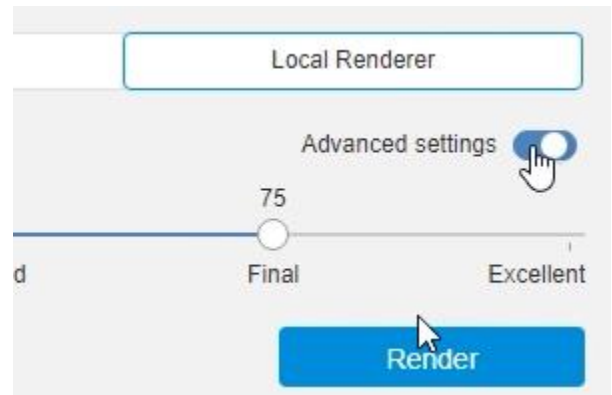 Local Renderer
Advanced settings
75
d Final Excellent
Render